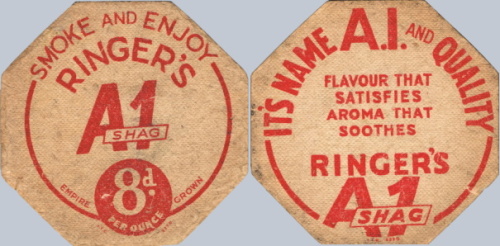 SMOKE AND ENJOY
RINGER'S
A1
SHAG
EMPIRE
8d.
PER OUNCE
GROWN
IT'S NAME A.I. AND QUALITY
FLAVOUR THAT
SATISFIES
AROMA THAT
SOOTHES
RINGER'S
A1
SHAG